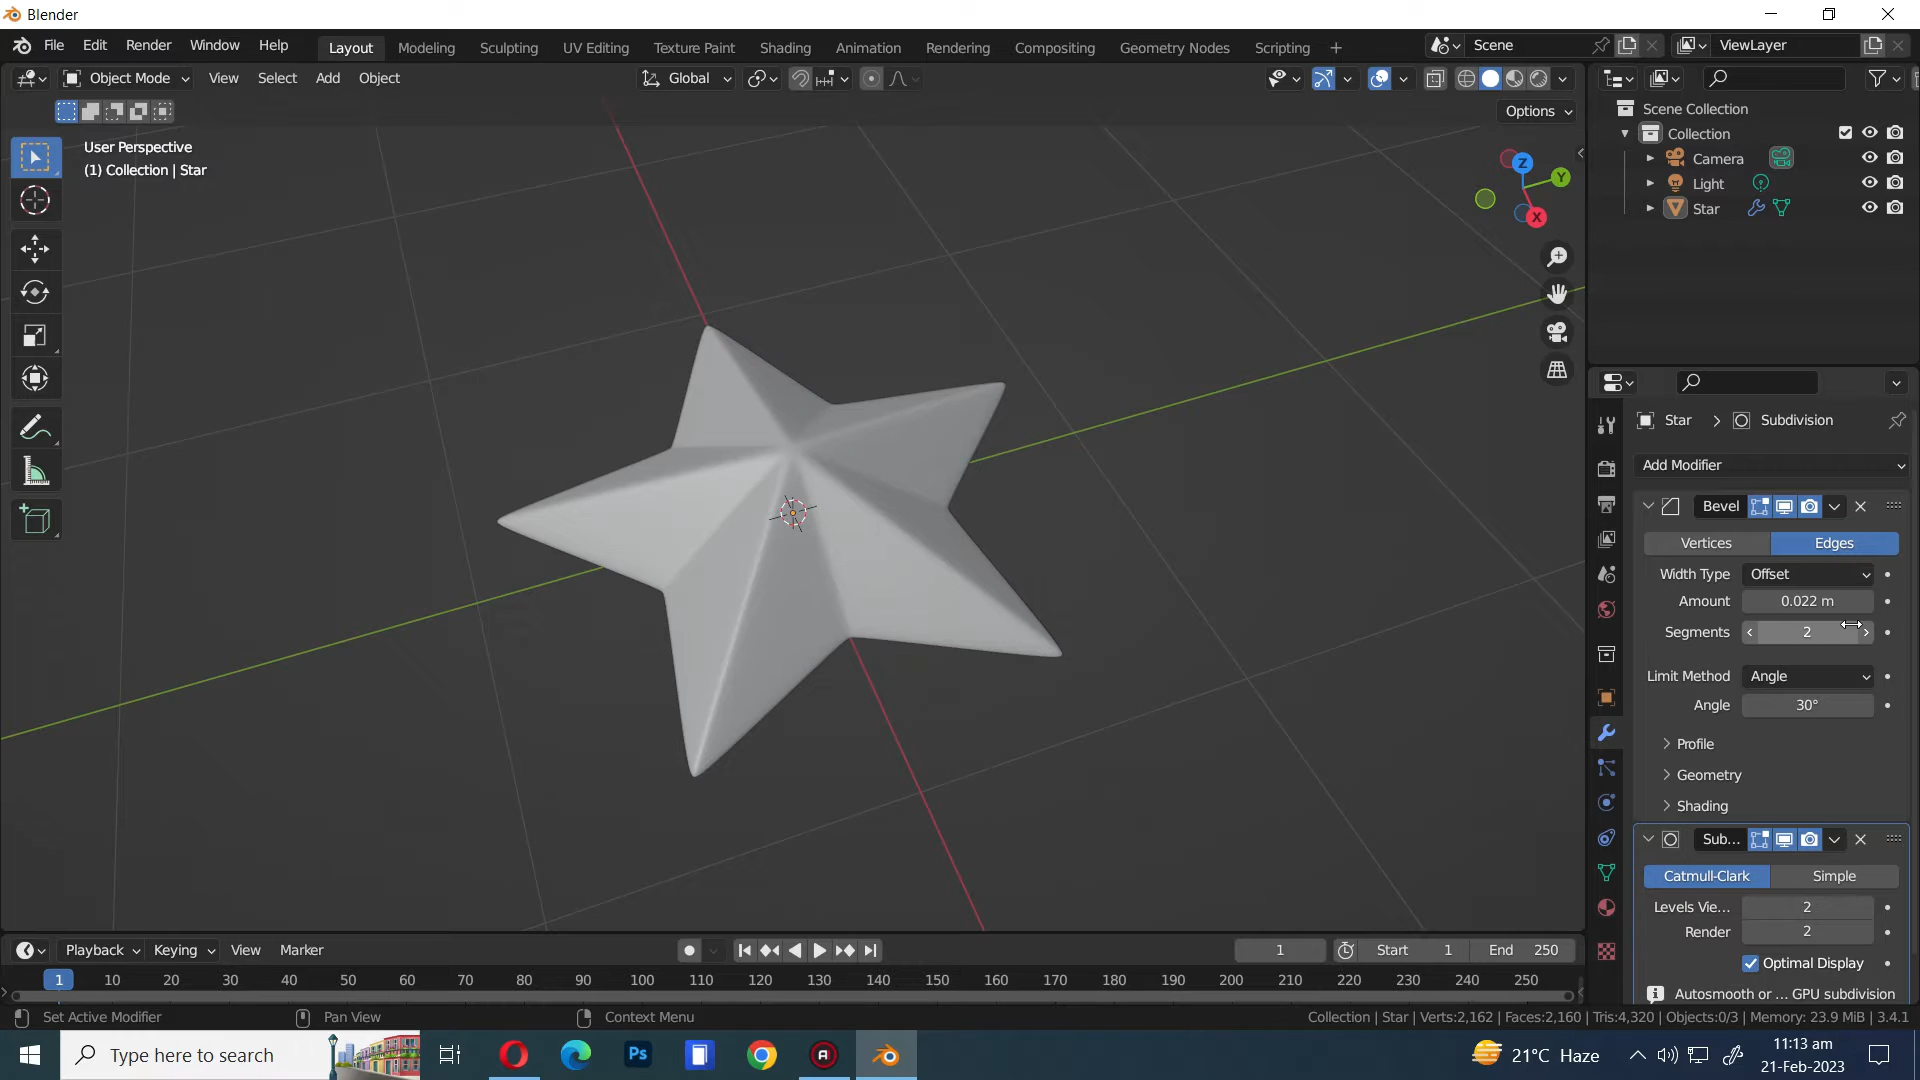 Blender
File Edit Render Window Help
Layout Modeling Sculpting UV Editing Texture Paint Shading Animation Rendering Compositing Geometry Nodes Scripting +
Scene
ViewLayer
Object Mode View Select Add Object
Global
Options
User Perspective
(1) Collection | Star
Z
Y
X
Scene Collection
Collection
Camera
Light
Star
Star > Subdivision
Add Modifier
Bevel
Vertices Edges
Width Type Offset
Amount 0.022 m
Segments 2
Limit Method Angle
Angle 30°
Profile
Geometry
Shading
Sub...
Catmull-Clark Simple
Levels Vie... 2
Render 2
Optimal Display
Autosmooth or ... GPU subdivision
Playback Keying View Marker
1 Start 1 End 250
1 10 20 30 40 50 60 70 80 90 100 110 120 130 140 150 160 170 180 190 200 210 220 230 240 250
Set Active Modifier Pan View Context Menu
Collection | Star | Verts:2,162 | Faces:2,160 | Tris:4,320 | Objects:0/3 | Memory: 23.9 MiB | 3.4.1
Type here to search
Ps
21°C Haze
11:13 am
21-Feb-2023